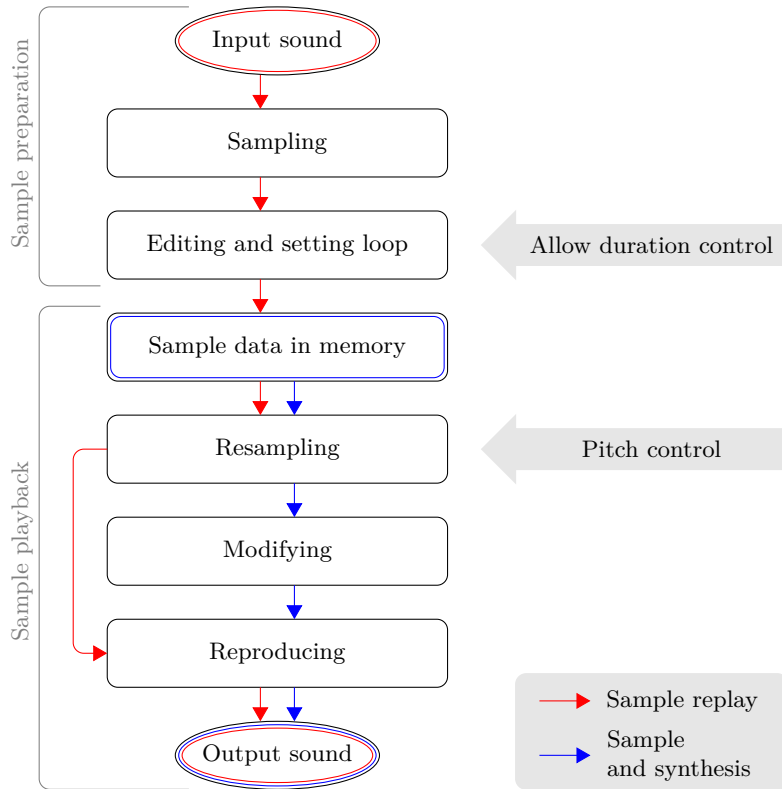 Sample preparation
Input sound
Sampling
Editing and setting loop
Allow duration control
Sample playback
Sample data in memory
Resampling
Pitch control
Modifying
Reproducing
Output sound
Sample replay
Sample
and synthesis